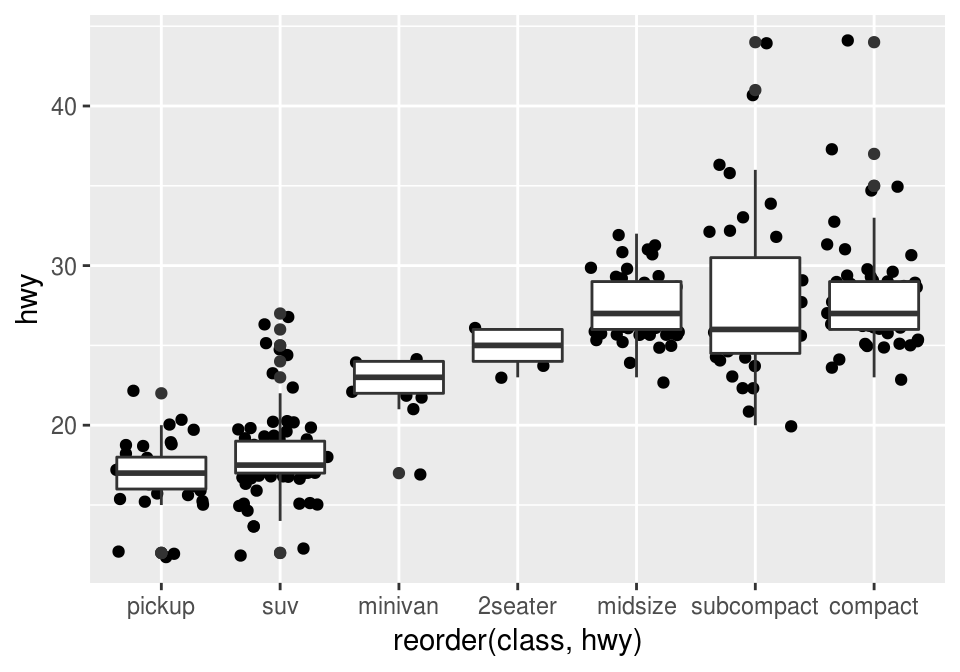 40
30
20
hwy
pickup suv minivan 2seater midsize subcompact compact
reorder(class, hwy)